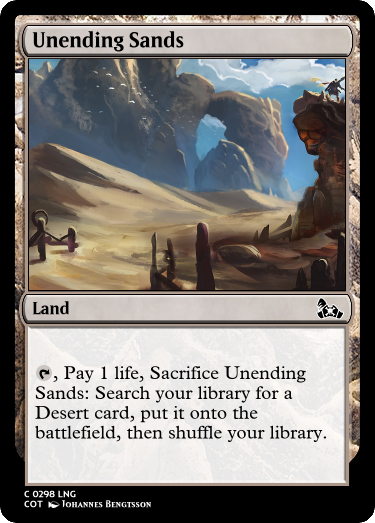 Unending Sands
Land
, Pay 1 life, Sacrifice Unending
Sands: Search your library for a
Desert card, put it onto the
battlefield, then shuffle your library.
C 0298 LNG
COT Johannes Bengtsson